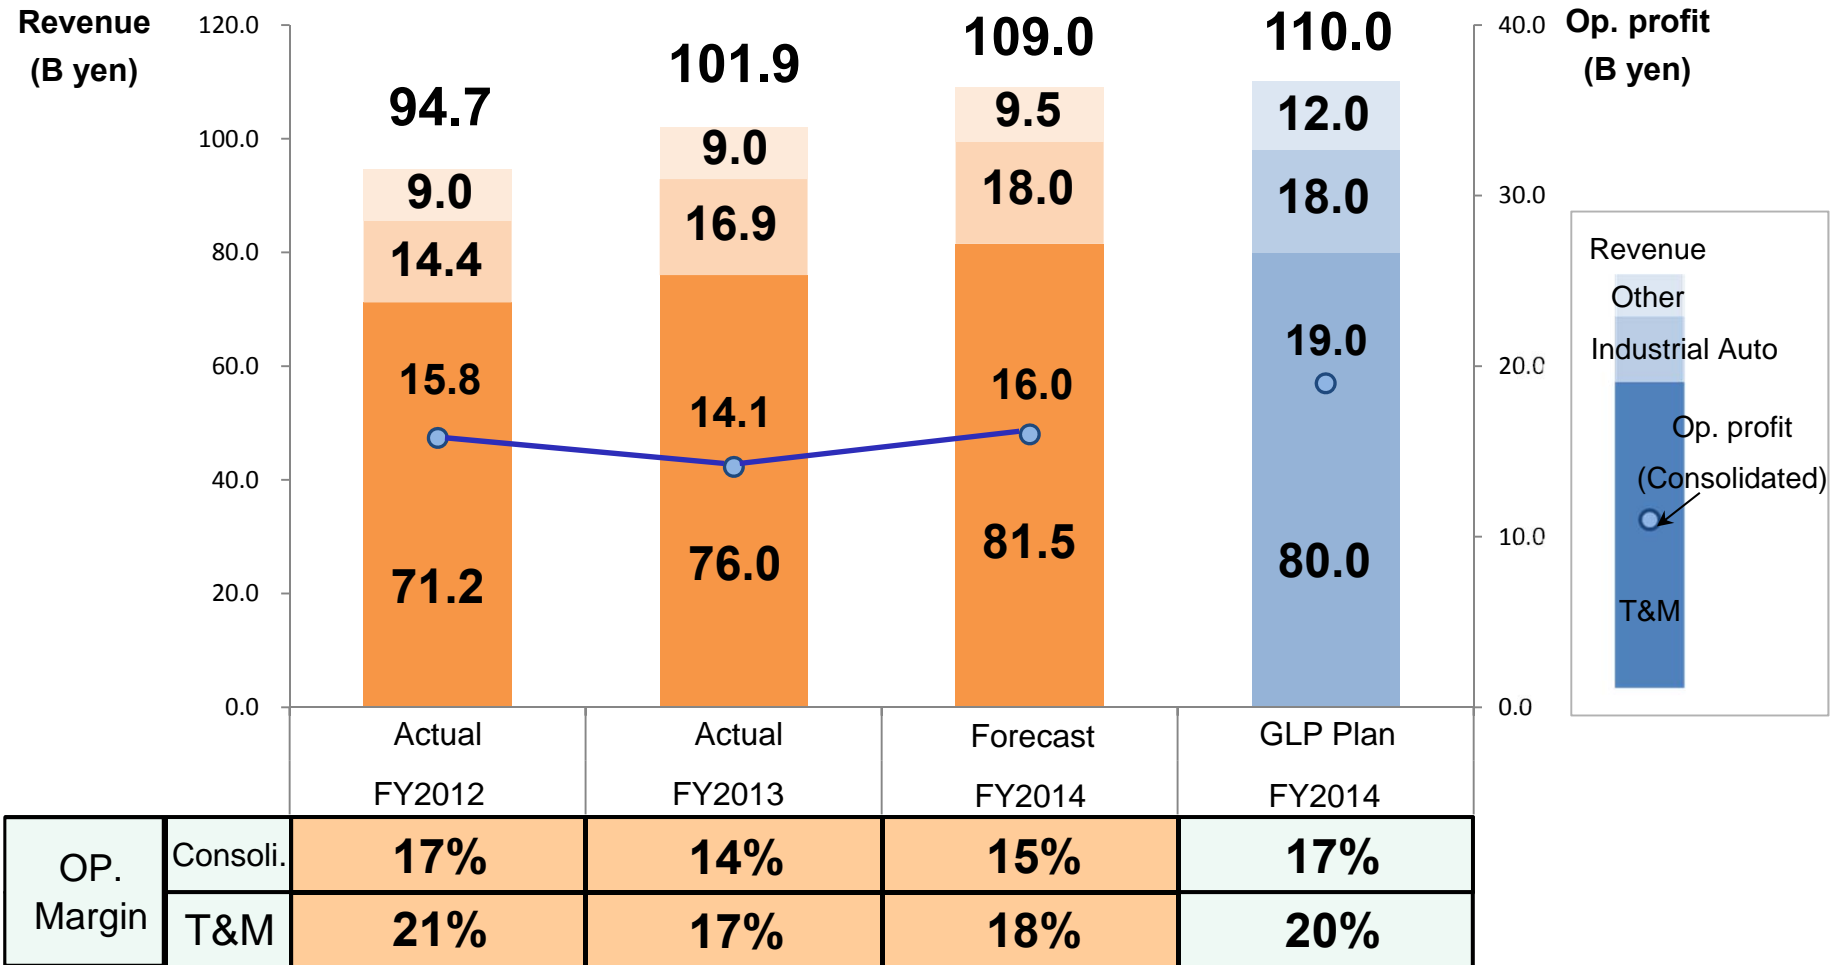 Revenue
(B yen)
Op. profit
(B yen)
120.0
100.0
80.0
60.0
40.0
20.0
0.0
94.7
101.9
109.0
110.0
9.0
9.0
9.5
12.0
14.4
16.9
18.0
18.0
15.8
14.1
16.0
19.0
71.2
76.0
81.5
80.0
40.0
30.0
20.0
10.0
0.0
Revenue
Other
Industrial Auto
Op. profit
(Consolidated)
T&M
Actual
FY2012
Actual
FY2013
Forecast
FY2014
GLP Plan
FY2014
OP.
Margin
Consoli.
17%
14%
15%
17%
T&M
21%
17%
18%
20%